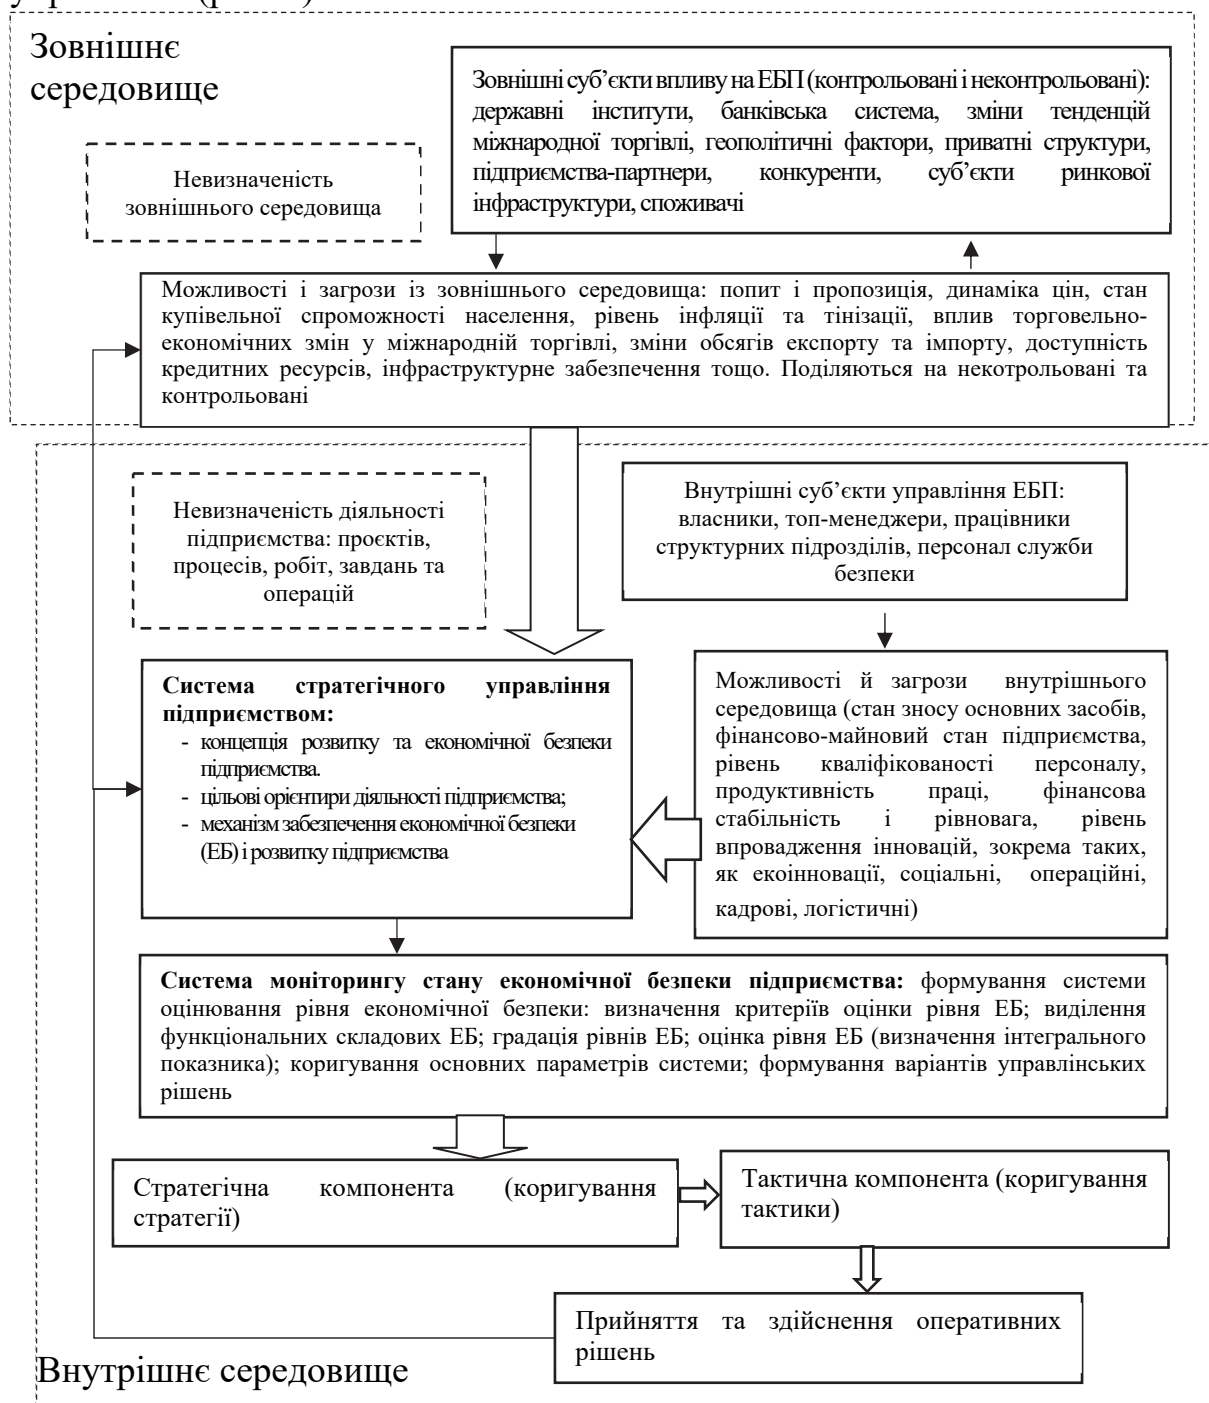 Зовнішнє
середовище
Зовнішні суб’єкти впливу на ЕБП (контрольовані і неконтрольовані):
державні інститути, банківська система, зміни тенденцій
міжнародної торгівлі, геополітичні фактори, приватні структури,
підприємства-партнери, конкуренти, суб’єкти ринкової
інфраструктури, споживачі
Невизначеність
зовнішнього середовища
Можливості і загрози із зовнішнього середовища: попит і пропозиція, динаміка цін, стан
купівельної спроможності населення, рівень інфляції та тінізації, вплив торговельно-
економічних змін у міжнародній торгівлі, зміни обсягів експорту та імпорту, доступність
кредитних ресурсів, інфраструктурне забезпечення тощо. Поділяються на некотрольовані та
контрольовані
Невизначеність діяльності
підприємства: проєктів,
процесів, робіт, завдань та
операцій
Внутрішні суб’єкти управління ЕБП:
власники, топ-менеджери, працівники
структурних підрозділів, персонал служби
безпеки
Система стратегічного управління
підприємством:
- концепція розвитку та економічної безпеки
підприємства.
- цільові орієнтири діяльності підприємства;
- механізм забезпечення економічної безпеки
(ЕБ) і розвитку підприємства
Можливості й загрози внутрішнього
середовища (стан зносу основних засобів,
фінансово-майновий стан підприємства,
рівень кваліфікованості персоналу,
продуктивність праці, фінансова
стабільність і рівновага, рівень
впровадження інновацій, зокрема таких,
як екоінновації, соціальні, операційні,
кадрові, логістичні)
Система моніторингу стану економічної безпеки підприємства: формування системи
оцінювання рівня економічної безпеки: визначення критеріїв оцінки рівня ЕБ; виділення
функціональних складових ЕБ; градація рівнів ЕБ; оцінка рівня ЕБ (визначення інтегрального
показника); коригування основних параметрів системи; формування варіантів управлінських
рішень
Стратегічна компонента (коригування
стратегії)
Тактична компонента (коригування
тактики)
Прийняття та здійснення оперативних
рішень
Внутрішнє середовище